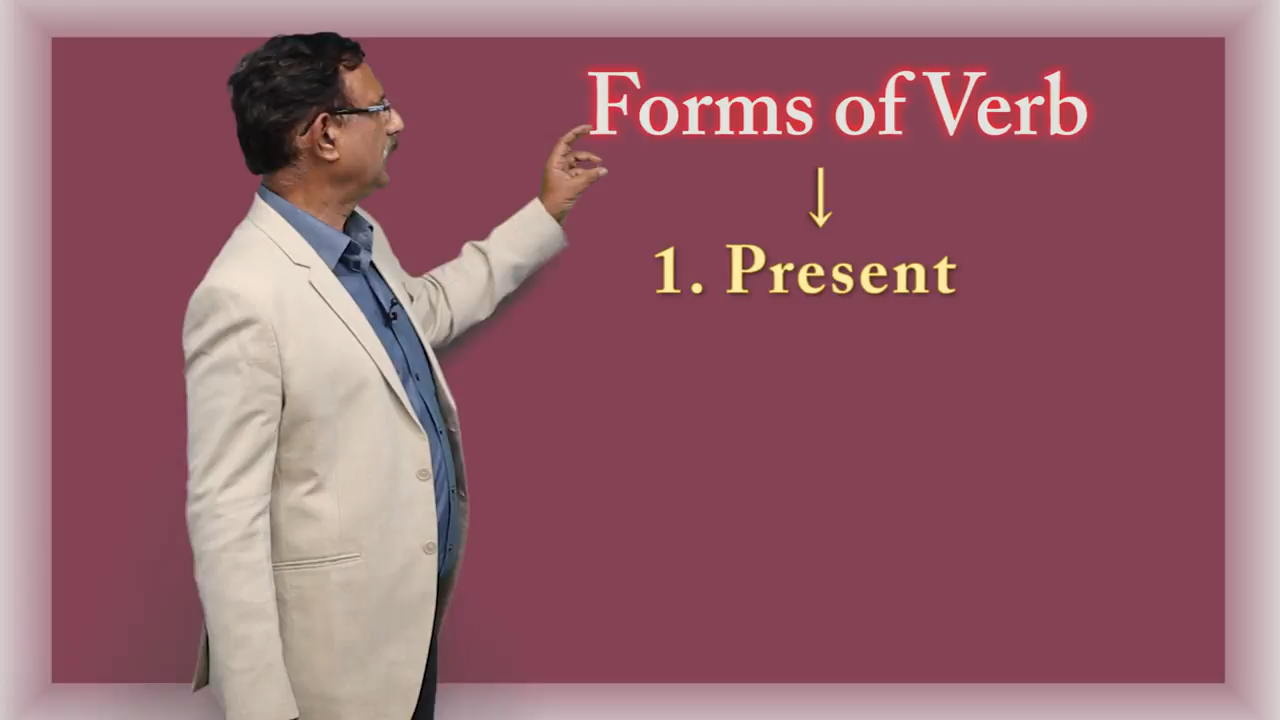 Forms of Verb
↓
1. Present